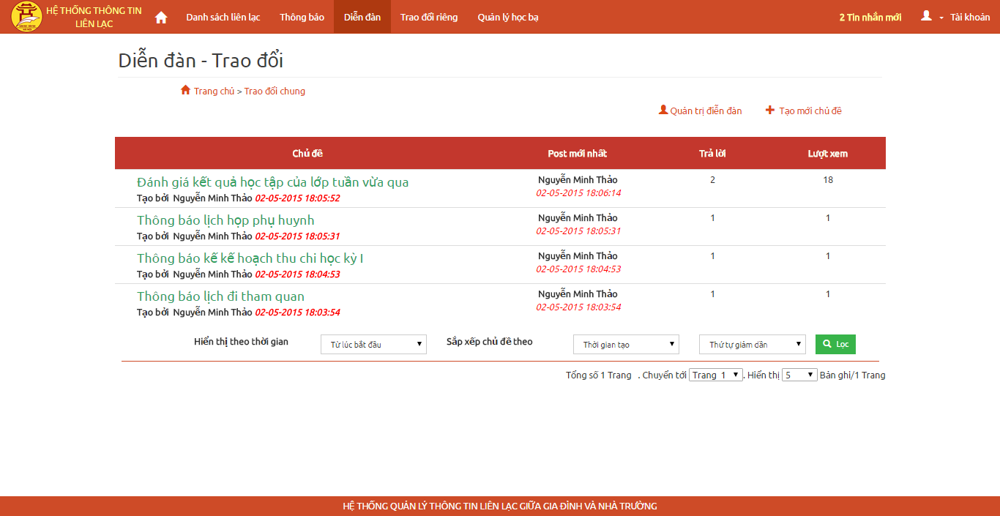 HỆ THỐNG THÔNG TIN
LIÊN LẠC
Danh sách liên lạc
Thông báo
Diễn đàn
Trao đổi riêng
Quản lý học bạ
2 Tin nhắn mới
Tài khoản
Diễn đàn - Trao đổi
Trang chủ > Trao đổi chung
Quản trị diễn đàn
Tạo mới chủ đề
Chủ đề Post mới nhất Trả lời Lượt xem
Đánh giá kết quả học tập của lớp tuần vừa qua
Tạo bởi Nguyễn Minh Thảo 02-05-2015 18:05:52
Nguyễn Minh Thảo
02-05-2015 18:06:14
2
18
Thông báo lịch họp phụ huynh
Tạo bởi Nguyễn Minh Thảo 02-05-2015 18:05:31
Nguyễn Minh Thảo
02-05-2015 18:05:31
1
1
Thông báo kế kế hoạch thu chi học kỳ I
Tạo bởi Nguyễn Minh Thảo 02-05-2015 18:04:53
Nguyễn Minh Thảo
02-05-2015 18:04:53
1
1
Thông báo lịch đi tham quan
Tạo bởi Nguyễn Minh Thảo 02-05-2015 18:03:54
Nguyễn Minh Thảo
02-05-2015 18:03:54
1
1
Hiển thị theo thời gian
Từ lúc bắt đầu
Sắp xếp chủ đề theo
Thời gian tạo
Thứ tự giảm dần
Lọc
Tổng số 1 Trang . Chuyển tới Trang 1 . Hiển thị 5 Bản ghi/1 Trang
HỆ THỐNG QUẢN LÝ THÔNG TIN LIÊN LẠC GIỮA GIA ĐÌNH VÀ NHÀ TRƯỜNG